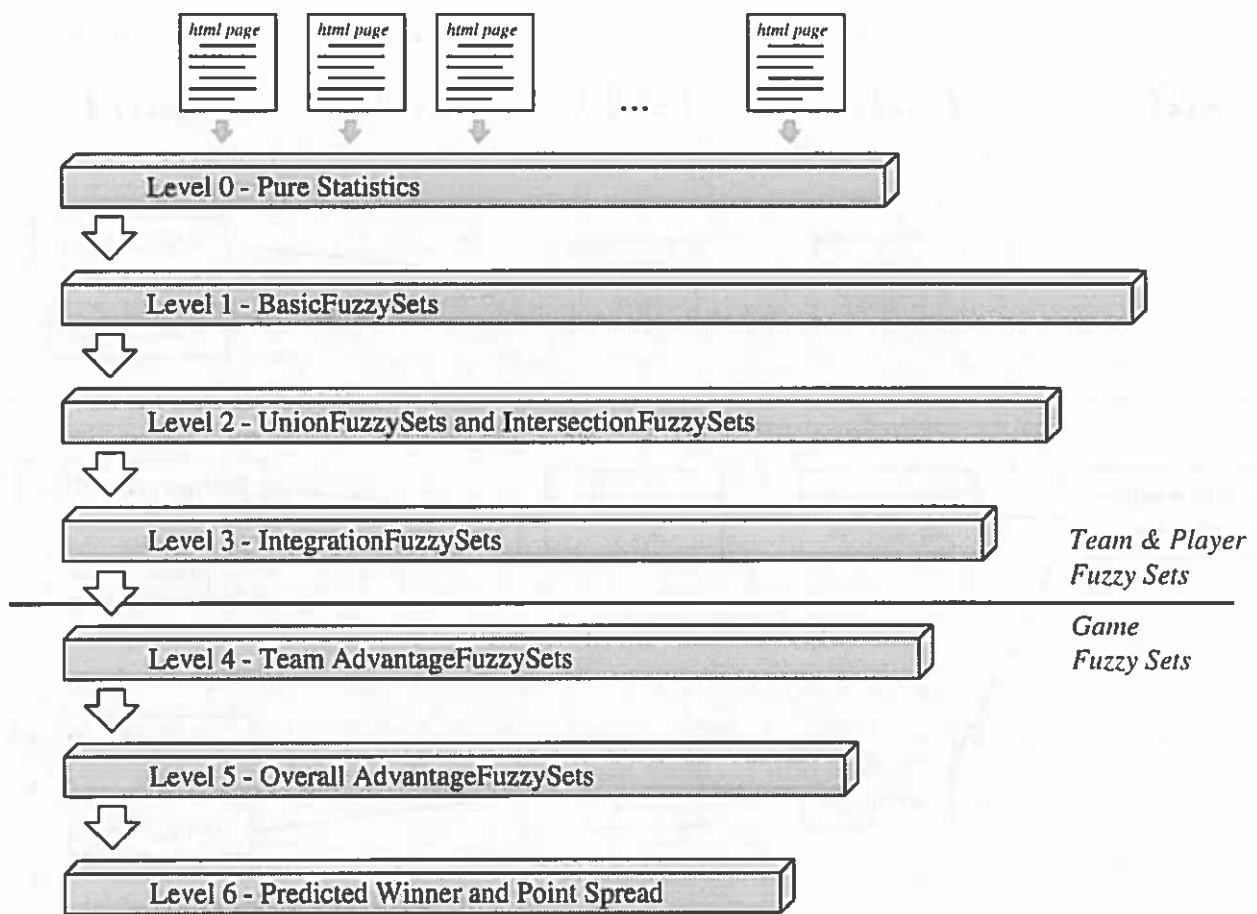 html page
html page
html page
html page
...
Level 0 - Pure Statistics
Level 1 - BasicFuzzySets
Level 2 - UnionFuzzySets and IntersectionFuzzySets
Level 3 - IntegrationFuzzySets
Team & Player
Fuzzy Sets
Game
Fuzzy Sets
Level 4 - Team AdvantageFuzzySets
Level 5 - Overall AdvantageFuzzySets
Level 6 - Predicted Winner and Point Spread